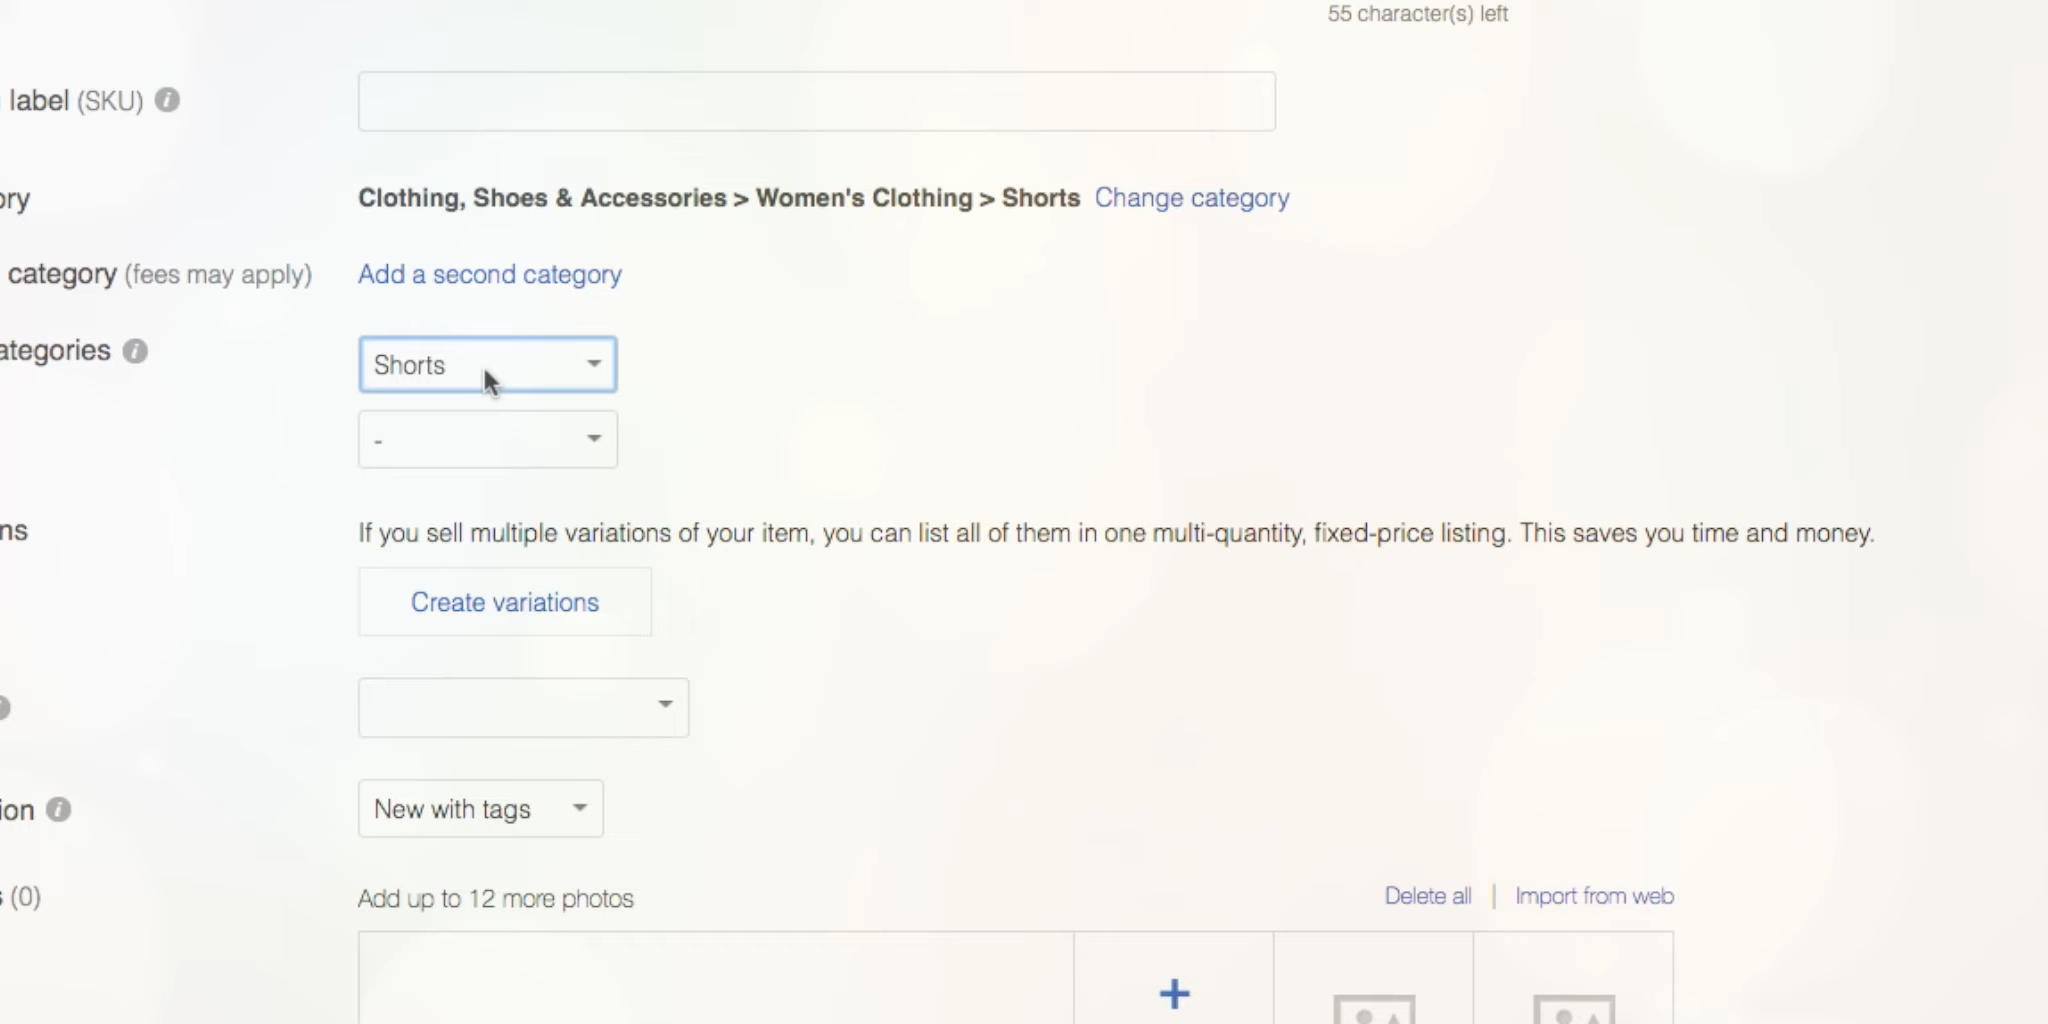 55 character(s) left
label (SKU)
ory
Clothing, Shoes & Accessories > Women's Clothing > Shorts Change category
category (fees may apply)
Add a second category
ategories
Shorts
-
ns
If you sell multiple variations of your item, you can list all of them in one multi-quantity, fixed-price listing. This saves you time and money.
Create variations
ion
New with tags
s (0)
Add up to 12 more photos
Delete all | Import from web
+